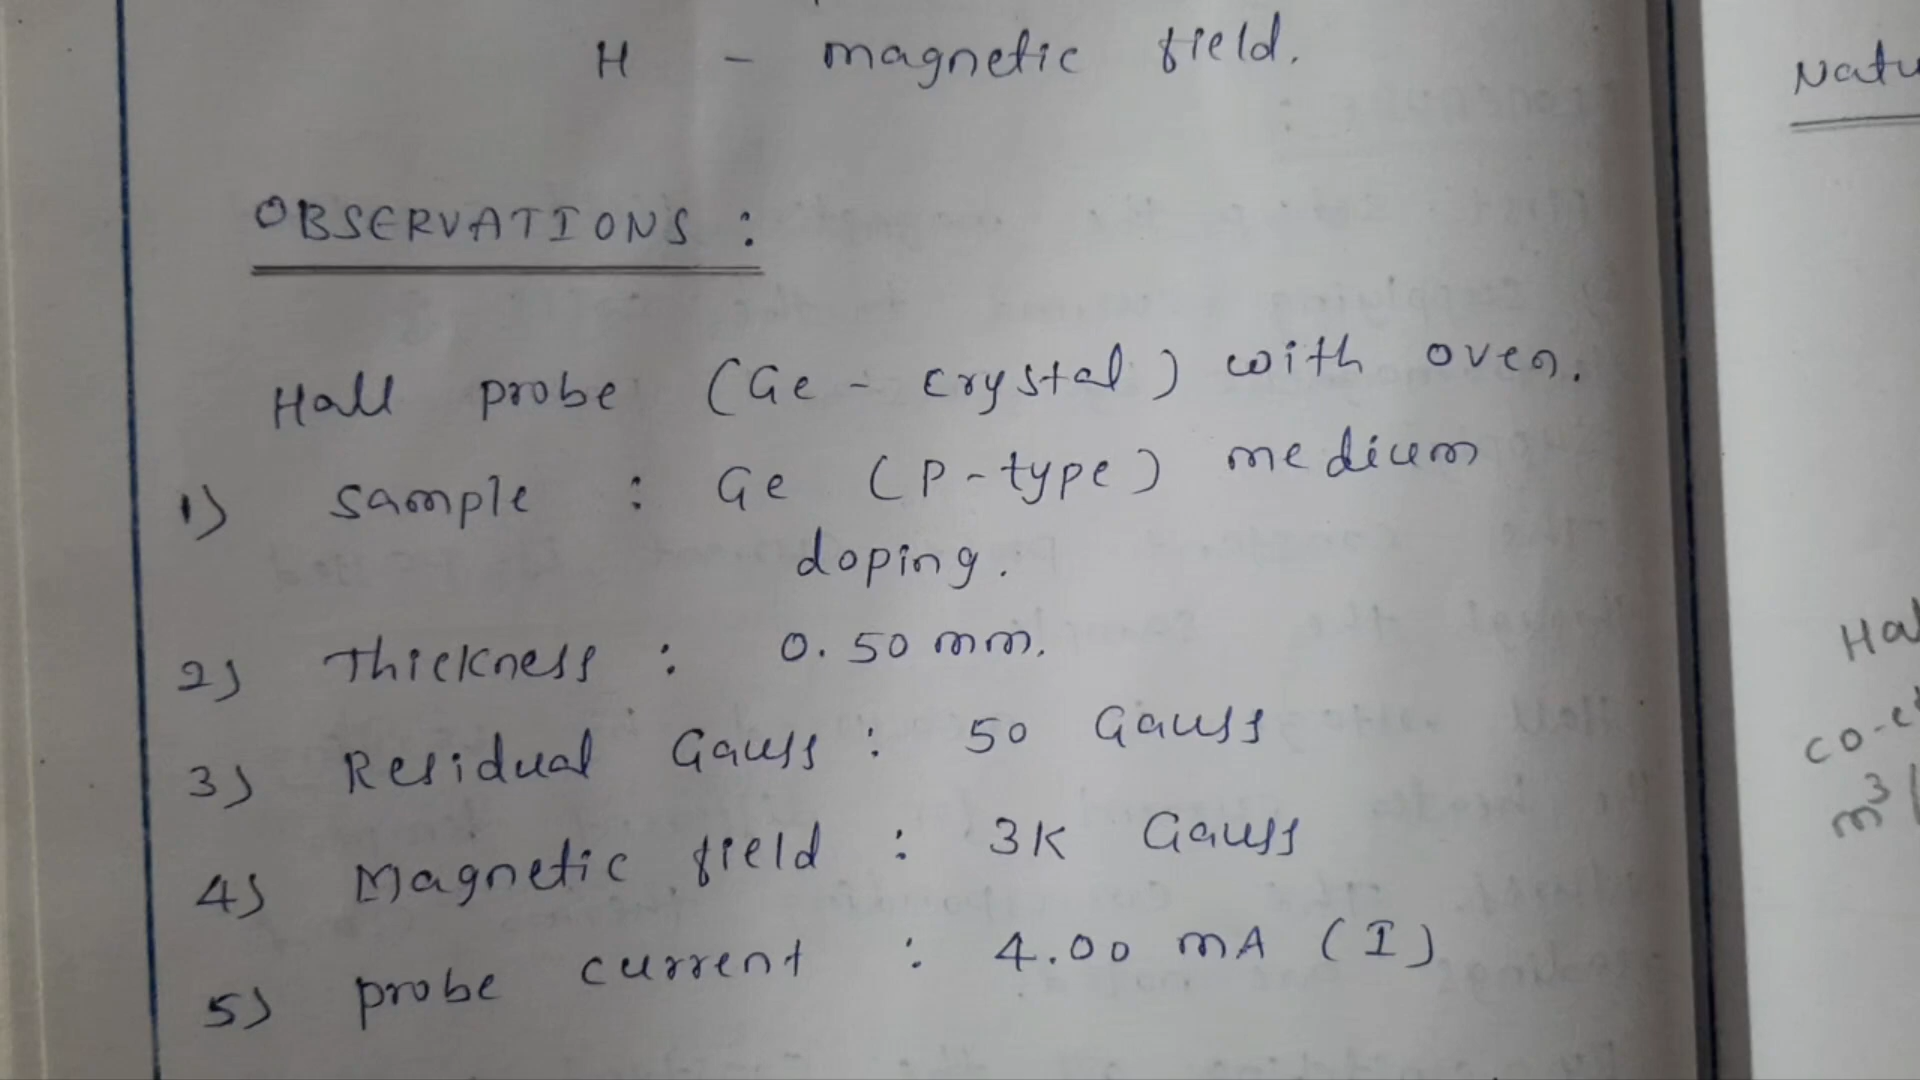 H - magnetic field.
OBSERVATIONS :
Hall probe (Ge - crystal) with oven.
1) sample : Ge (P-type) medium
doping.
2) Thickness : 0.50 mm.
3) Residual Gauss : 50 Gauss
4) Magnetic field : 3K Gauss
5) probe current : 4.00 mA (I)
Natu
Hal
co-e
m³/